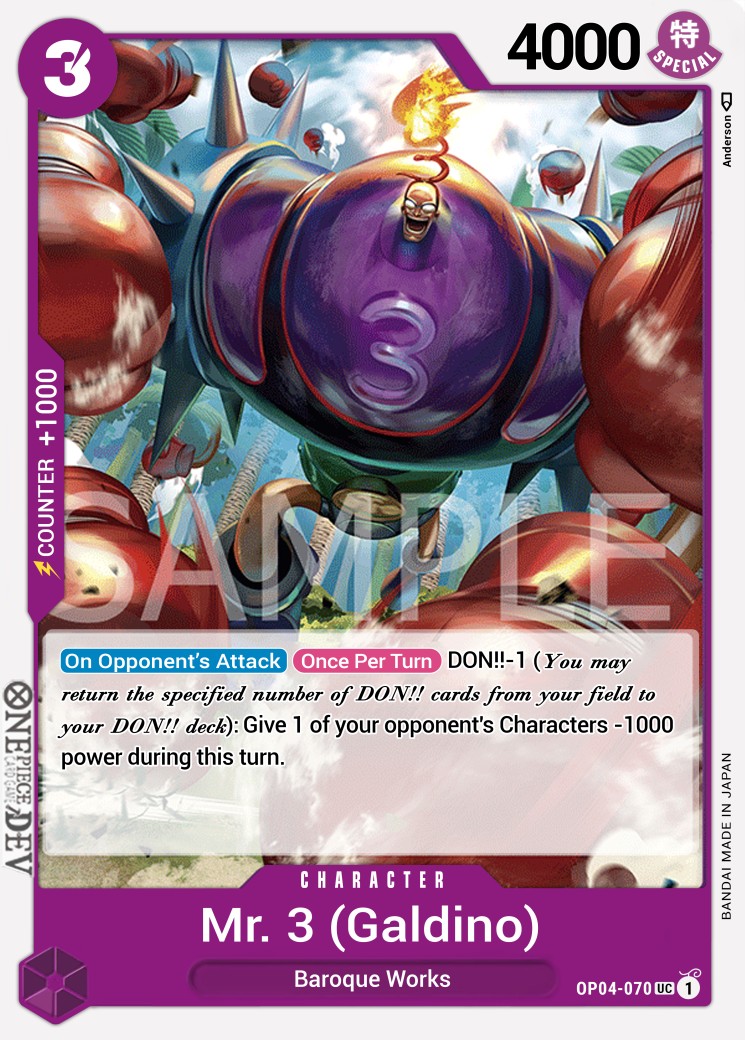 3
4000
特
SPECIAL
Anderson
3
3
COUNTER +1000
SAMPLE
On Opponent's Attack Once Per Turn DON!!-1 (You may
return the specified number of DON!! cards from your field to
your DON!! deck): Give 1 of your opponent's Characters -1000
power during this turn.
ONE PIECE
CARD GAME
DEV
BANDAI MADE IN JAPAN
CHARACTER
Mr. 3 (Galdino)
Baroque Works
OP04-070 UC 1